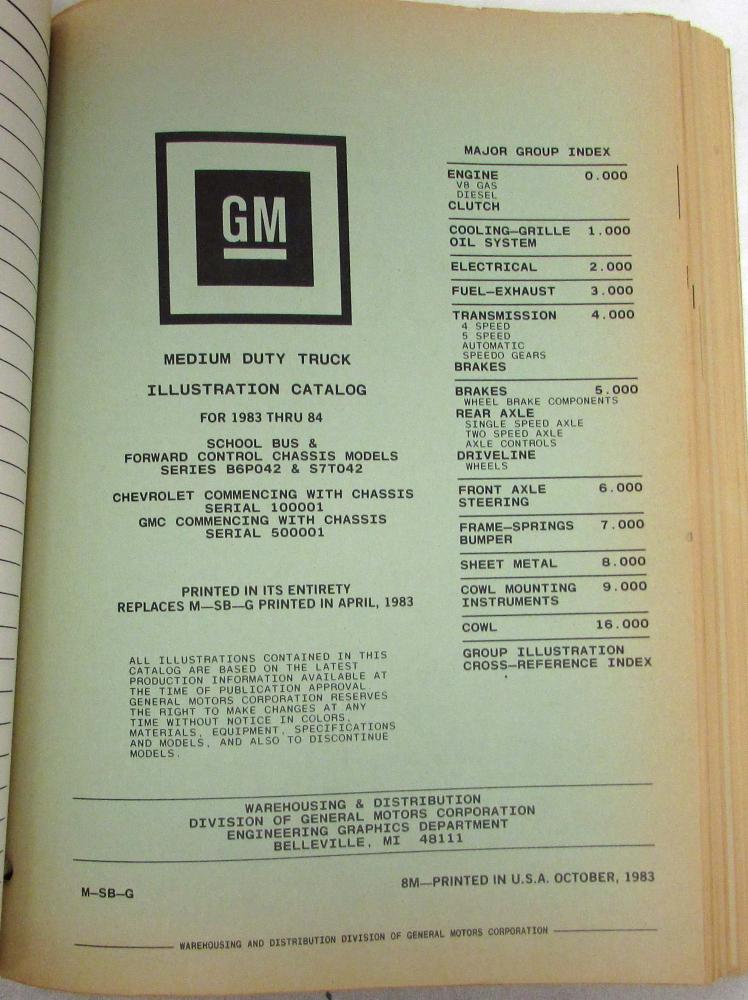 GM
MEDIUM DUTY TRUCK
ILLUSTRATION CATALOG
FOR 1983 THRU 84
SCHOOL BUS &
FORWARD CONTROL CHASSIS MODELS
SERIES B6P042 & S7T042
CHEVROLET COMMENCING WITH CHASSIS
SERIAL 100001
GMC COMMENCING WITH CHASSIS
SERIAL 500001
PRINTED IN ITS ENTIRETY
REPLACES M—SB—G PRINTED IN APRIL, 1983
ALL ILLUSTRATIONS CONTAINED IN THIS
CATALOG ARE BASED ON THE LATEST
PRODUCTION INFORMATION AVAILABLE AT
THE TIME OF PUBLICATION APPROVAL.
GENERAL MOTORS CORPORATION RESERVES
THE RIGHT TO MAKE CHANGES AT ANY
TIME WITHOUT NOTICE IN COLORS,
MATERIALS, EQUIPMENT, SPECIFICATIONS
AND MODELS, AND ALSO TO DISCONTINUE
MODELS.
MAJOR GROUP INDEX
ENGINE 0.000
V8 GAS
DIESEL
CLUTCH
COOLING—GRILLE 1.000
OIL SYSTEM
ELECTRICAL 2.000
FUEL—EXHAUST 3.000
TRANSMISSION 4.000
4 SPEED
5 SPEED
AUTOMATIC
SPEEDO GEARS
BRAKES
BRAKES 5.000
WHEEL BRAKE COMPONENTS
REAR AXLE
SINGLE SPEED AXLE
TWO SPEED AXLE
AXLE CONTROLS
DRIVELINE
WHEELS
FRONT AXLE 6.000
STEERING
FRAME—SPRINGS 7.000
BUMPER
SHEET METAL 8.000
COWL MOUNTING 9.000
INSTRUMENTS
COWL 16.000
GROUP ILLUSTRATION
CROSS—REFERENCE INDEX
WAREHOUSING & DISTRIBUTION
DIVISION OF GENERAL MOTORS CORPORATION
ENGINEERING GRAPHICS DEPARTMENT
BELLEVILLE, MI 48111
M—SB—G
8M—PRINTED IN U.S.A. OCTOBER, 1983
WAREHOUSING AND DISTRIBUTION DIVISION OF GENERAL MOTORS CORPORATION